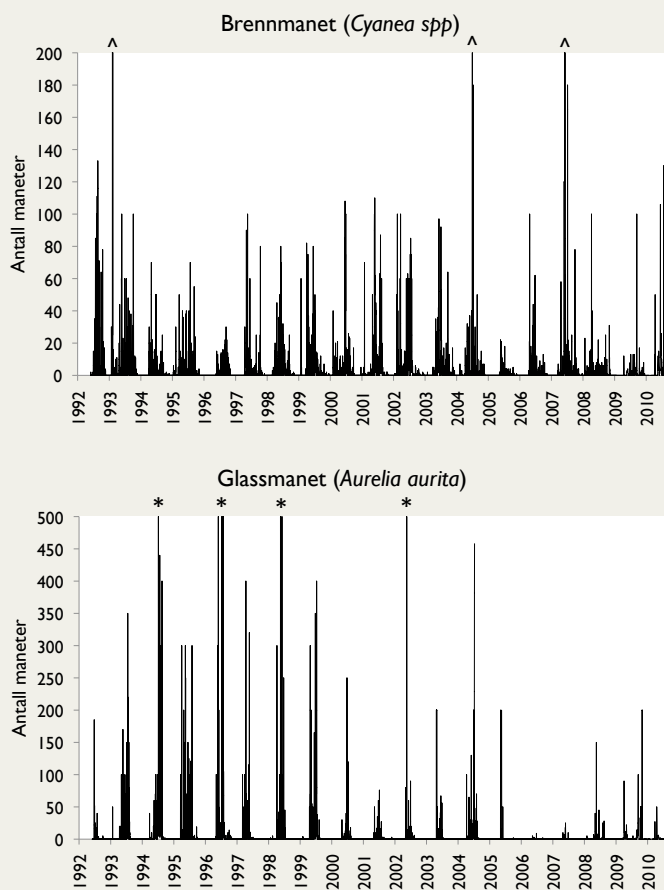 Brennmanet (Cyanea spp)
^ ^ ^
200
180
160
140
120
100
80
60
40
20
0
Antall maneter
1992 1993 1994 1995 1996 1997 1998 1999 2000 2001 2002 2003 2004 2005 2006 2007 2008 2009 2010
Glassmanet (Aurelia aurita)
* * * *
500
450
400
350
300
250
200
150
100
50
0
Antall maneter
1992 1993 1994 1995 1996 1997 1998 1999 2000 2001 2002 2003 2004 2005 2006 2007 2008 2009 2010